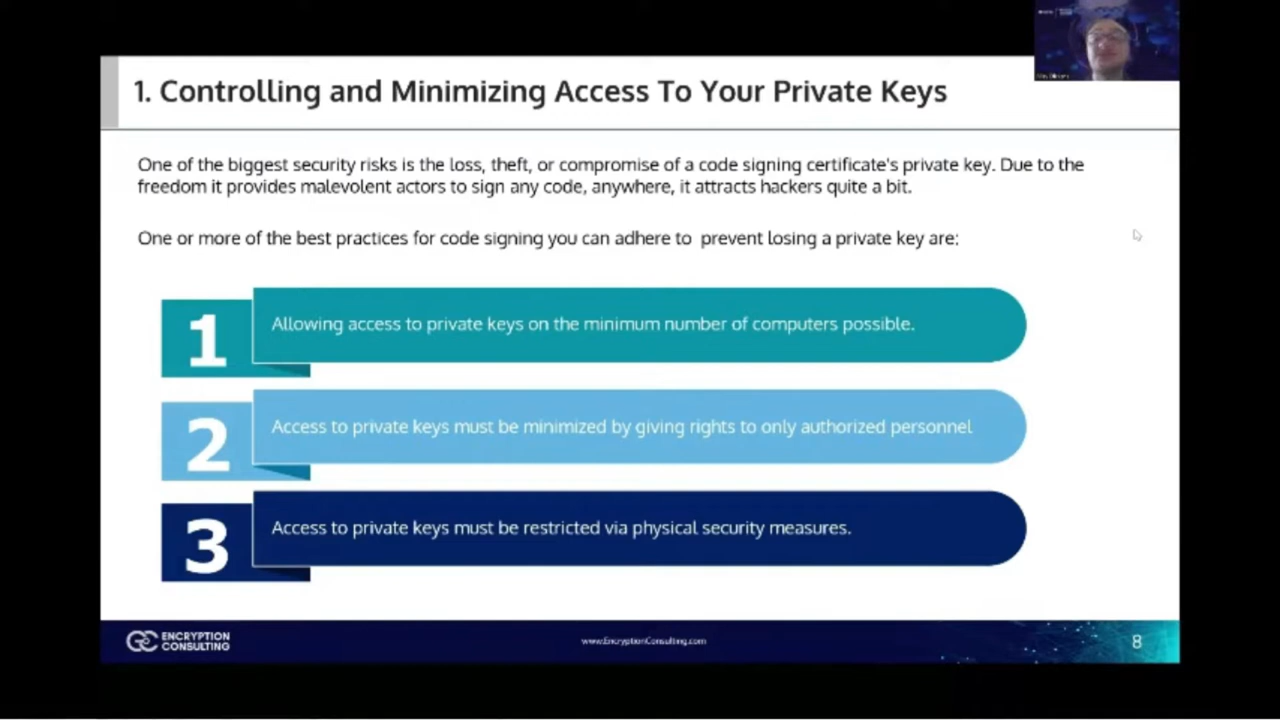 1. Controlling and Minimizing Access To Your Private Keys
One of the biggest security risks is the loss, theft, or compromise of a code signing certificate's private key. Due to the
freedom it provides malevolent actors to sign any code, anywhere, it attracts hackers quite a bit.
One or more of the best practices for code signing you can adhere to  prevent losing a private key are:
1
Allowing access to private keys on the minimum number of computers possible.
2
Access to private keys must be minimized by giving rights to only authorized personnel
3
Access to private keys must be restricted via physical security measures.
ENCRYPTION
CONSULTING
www.EncryptionConsulting.com
8